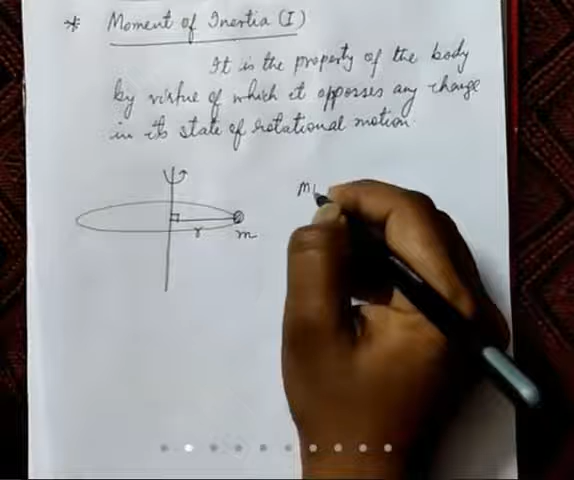 * Moment of Inertia (I)
It is the property of the body
by virtue of which it opposes any change
in its state of rotational motion.
r
m
m